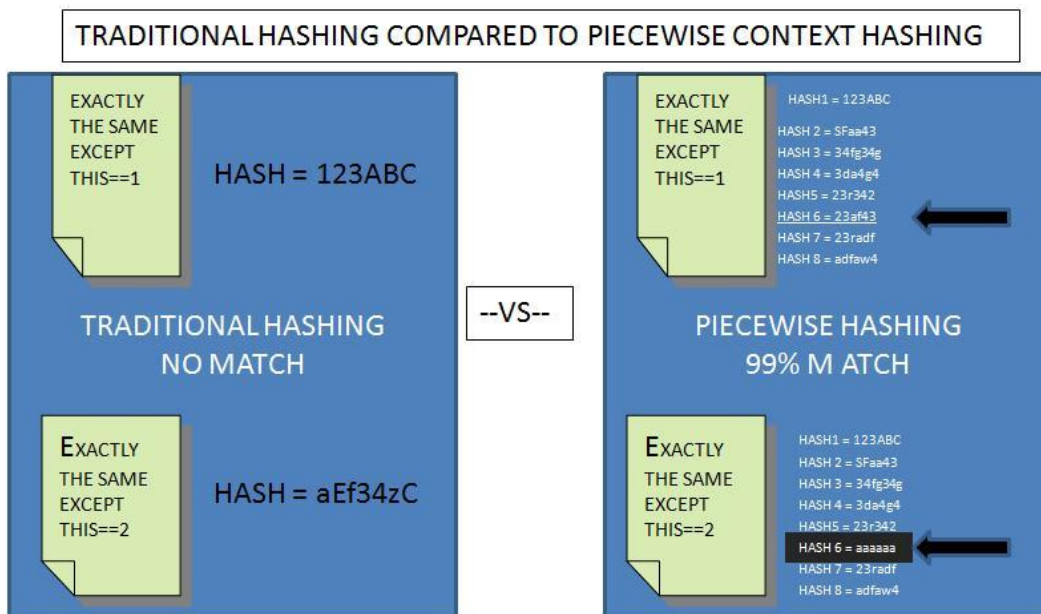 TRADITIONAL HASHING COMPARED TO PIECEWISE CONTEXT HASHING
EXACTLY
THE SAME
EXCEPT
THIS==1
HASH = 123ABC
TRADITIONAL HASHING
NO MATCH
EXACTLY
THE SAME
EXCEPT
THIS==2
HASH = aEf34zC
--VS--
EXACTLY
THE SAME
EXCEPT
THIS==1
HASH1 = 123ABC
HASH 2 = SFaa43
HASH 3 = 34fg34g
HASH 4 = 3da4g4
HASH5 = 23r342
HASH 6 = 23af43
HASH 7 = 23radf
HASH 8 = adfaw4
PIECEWISE HASHING
99% M ATCH
EXACTLY
THE SAME
EXCEPT
THIS==2
HASH1 = 123ABC
HASH 2 = SFaa43
HASH 3 = 34fg34g
HASH 4 = 3da4g4
HASH5 = 23r342
HASH 6 = aaaaaa
HASH 7 = 23radf
HASH 8 = adfaw4